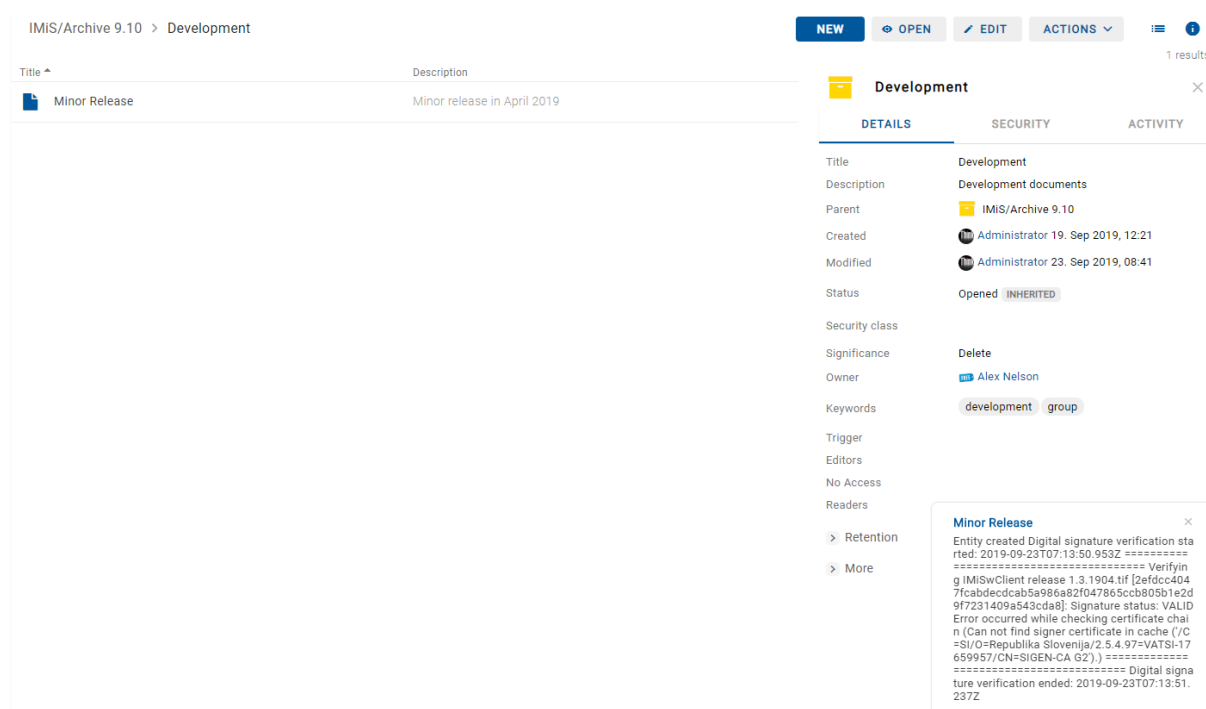 IMiS/Archive 9.10 > Development
NEW OPEN EDIT ACTIONS
1 results
Title Description
Minor Release Minor release in April 2019
Development
DETAILS SECURITY ACTIVITY
Title Development
Description Development documents
Parent IMiS/Archive 9.10
Created Administrator 19. Sep 2019, 12:21
Modified Administrator 23. Sep 2019, 08:41
Status Opened INHERITED
Security class
Significance Delete
Owner Alex Nelson
Keywords development group
Trigger
Editors
No Access
Readers
> Retention
> More
Minor Release
Entity created Digital signature verification sta
rted: 2019-09-23T07:13:50.953Z ==========
============================== Verifyin
g IMiSwClient release 1.3.1904.tif [2efdcc404
7fcabdecdcab5a986a82f047865ccb805b1e2d
9f7231409a543cda8]: Signature status: VALID
Error occurred while checking certificate chai
n (Can not find signer certificate in cache ('/C
=SI/O=Republika Slovenija/2.5.4.97=VATSI-17
659957/CN=SIGEN-CA G2').) =============
=========================== Digital signa
ture verification ended: 2019-09-23T07:13:51.
237Z